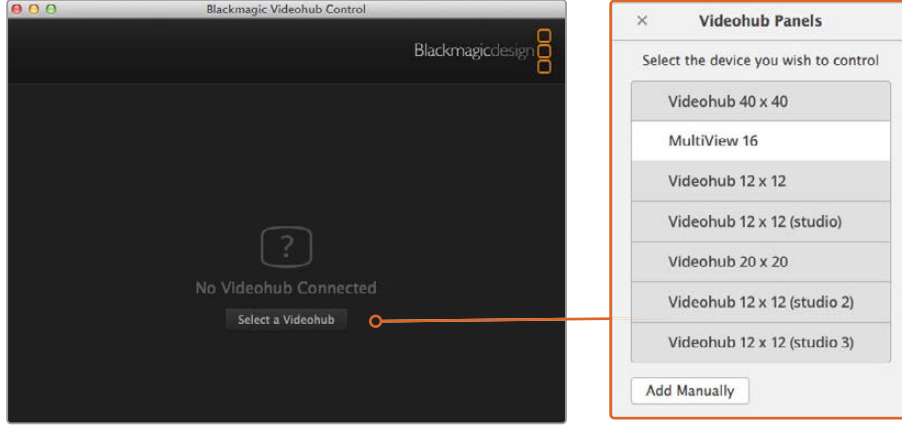 Blackmagic Videohub Control
Blackmagicdesign
?
No Videohub Connected
Select a Videohub
Videohub Panels
Select the device you wish to control
Videohub 40 x 40
MultiView 16
Videohub 12 x 12
Videohub 12 x 12 (studio)
Videohub 20 x 20
Videohub 12 x 12 (studio 2)
Videohub 12 x 12 (studio 3)
Add Manually